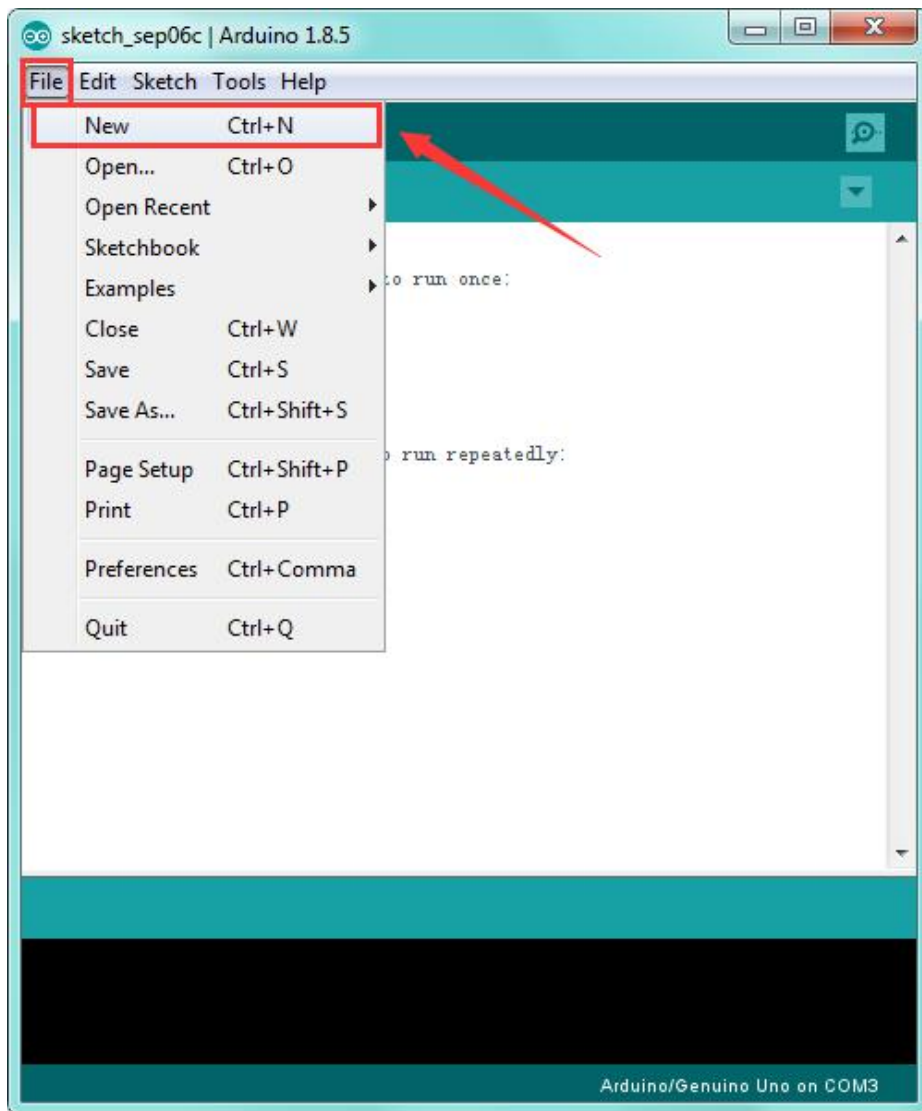 sketch_sep06c | Arduino 1.8.5
File Edit Sketch Tools Help
New Ctrl+N
Open... Ctrl+O
Open Recent
Sketchbook
Examples
to run once:
Close Ctrl+W
Save Ctrl+S
Save As... Ctrl+Shift+S
run repeatedly:
Page Setup Ctrl+Shift+P
Print Ctrl+P
Preferences Ctrl+Comma
Quit Ctrl+Q
Arduino/Genuino Uno on COM3